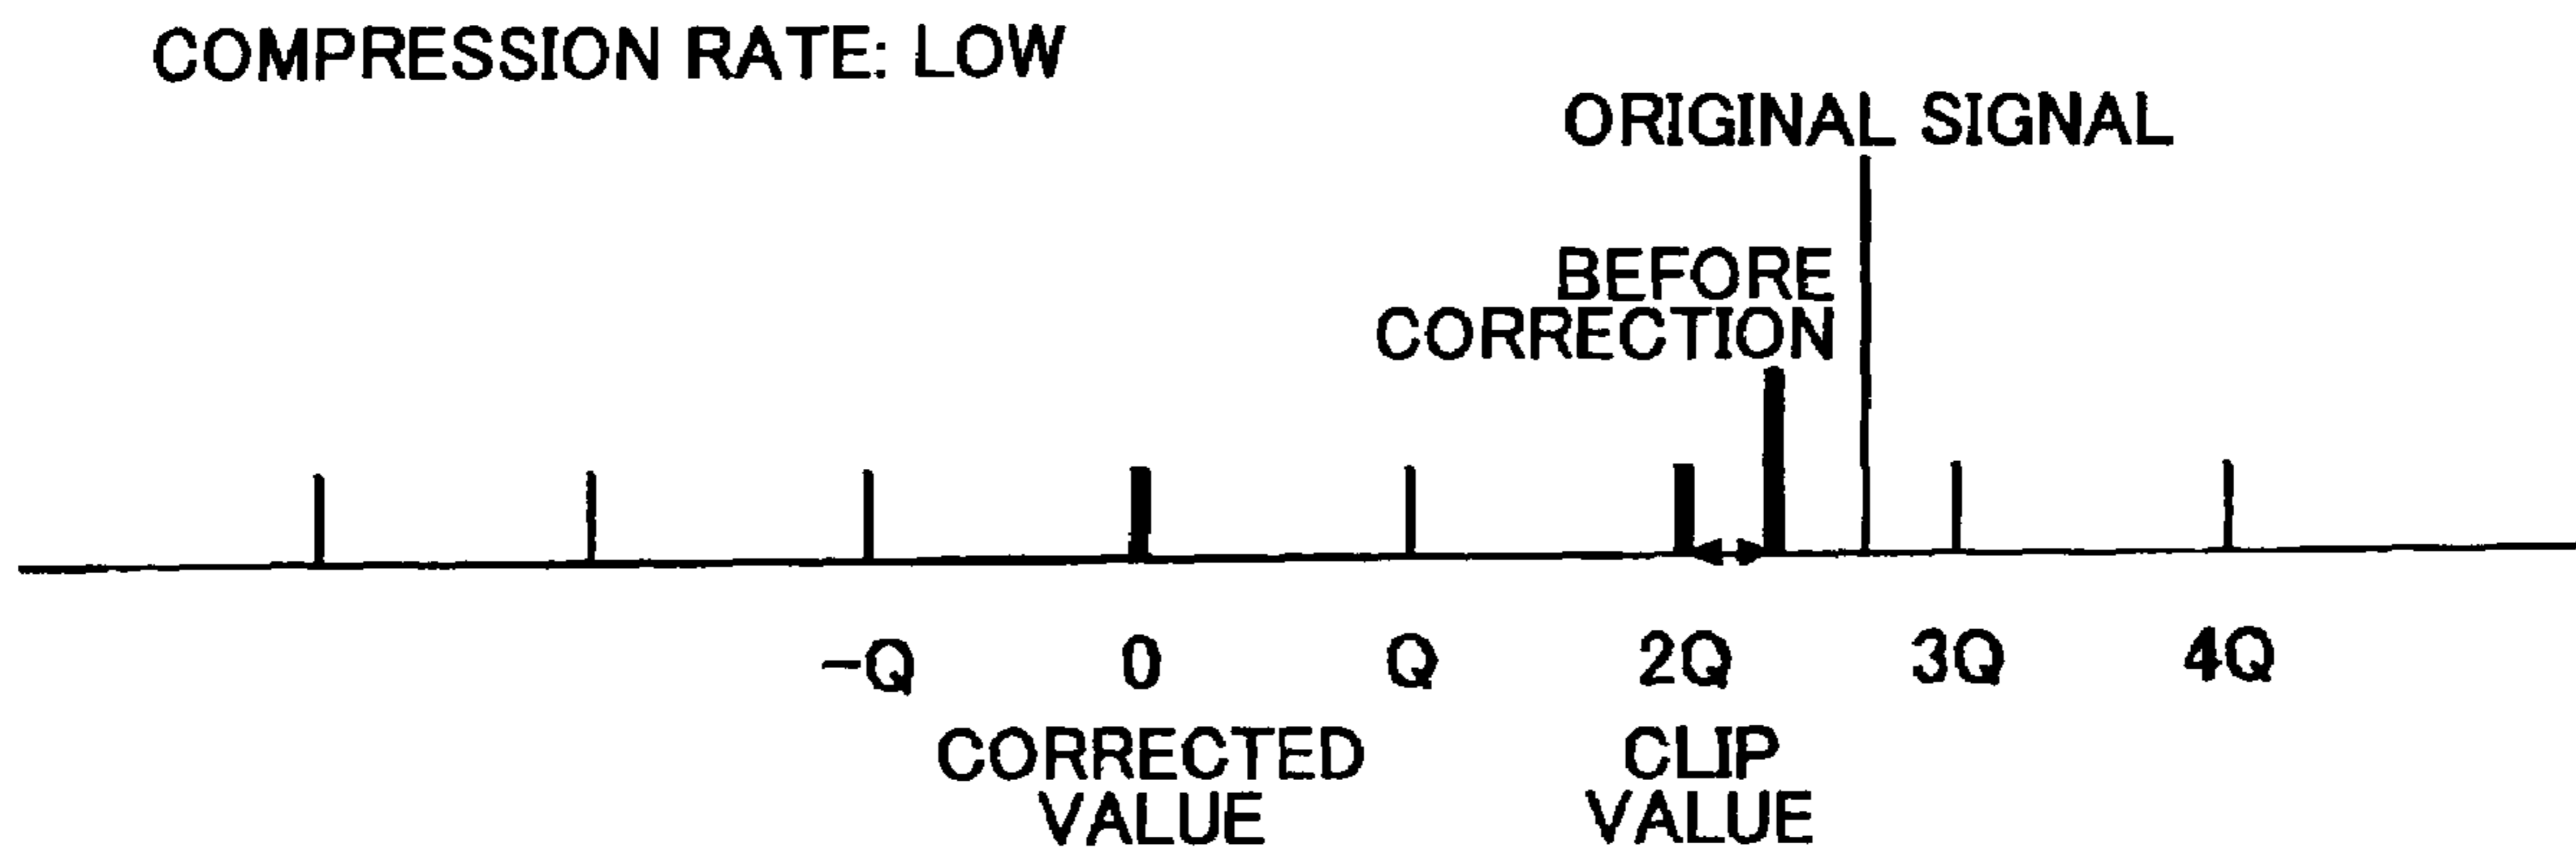 COMPRESSION RATE: LOW
ORIGINAL SIGNAL
BEFORE
CORRECTION
-Q 0 Q 2Q 3Q 4Q
CORRECTED
VALUE
CLIP
VALUE